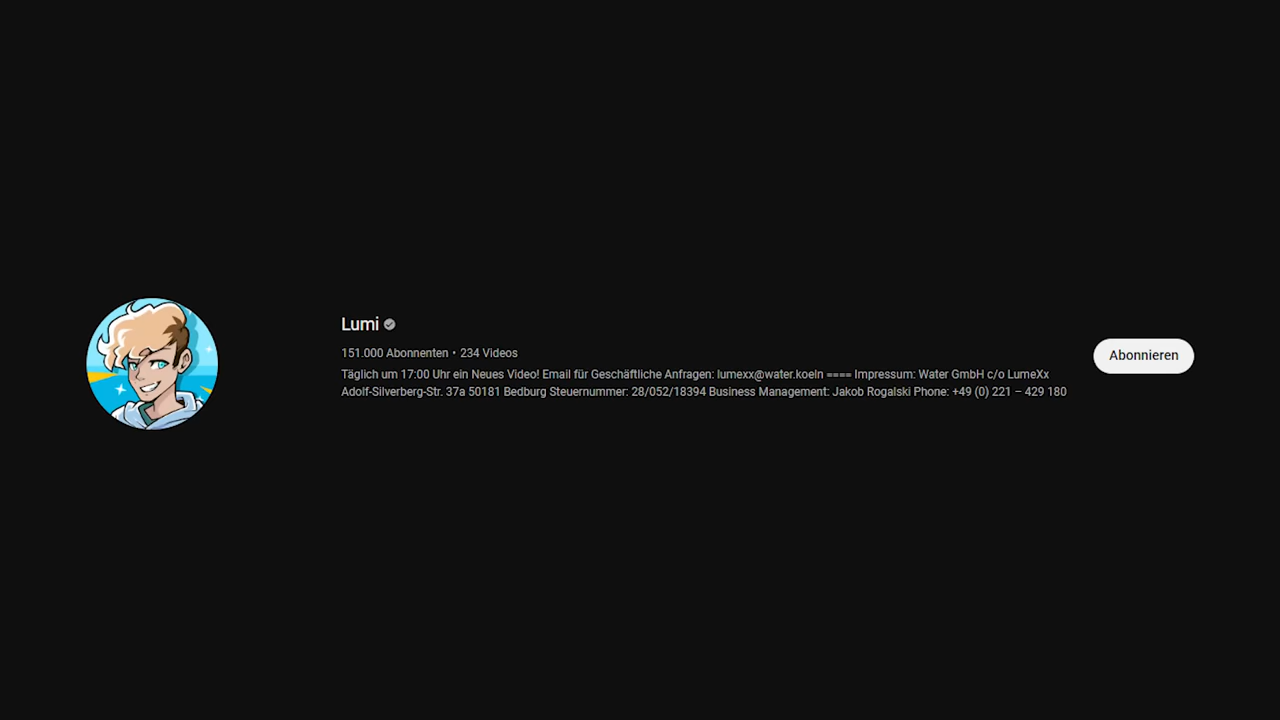 Lumi
151.000 Abonnenten • 234 Videos
Täglich um 17:00 Uhr ein Neues Video! Email für Geschäftliche Anfragen: lumexx@water.koeln ==== Impressum: Water GmbH c/o LumeXx
Adolf-Silverberg-Str. 37a 50181 Bedburg Steuernummer: 28/052/18394 Business Management: Jakob Rogalski Phone: +49 (0) 221 – 429 180
Abonnieren